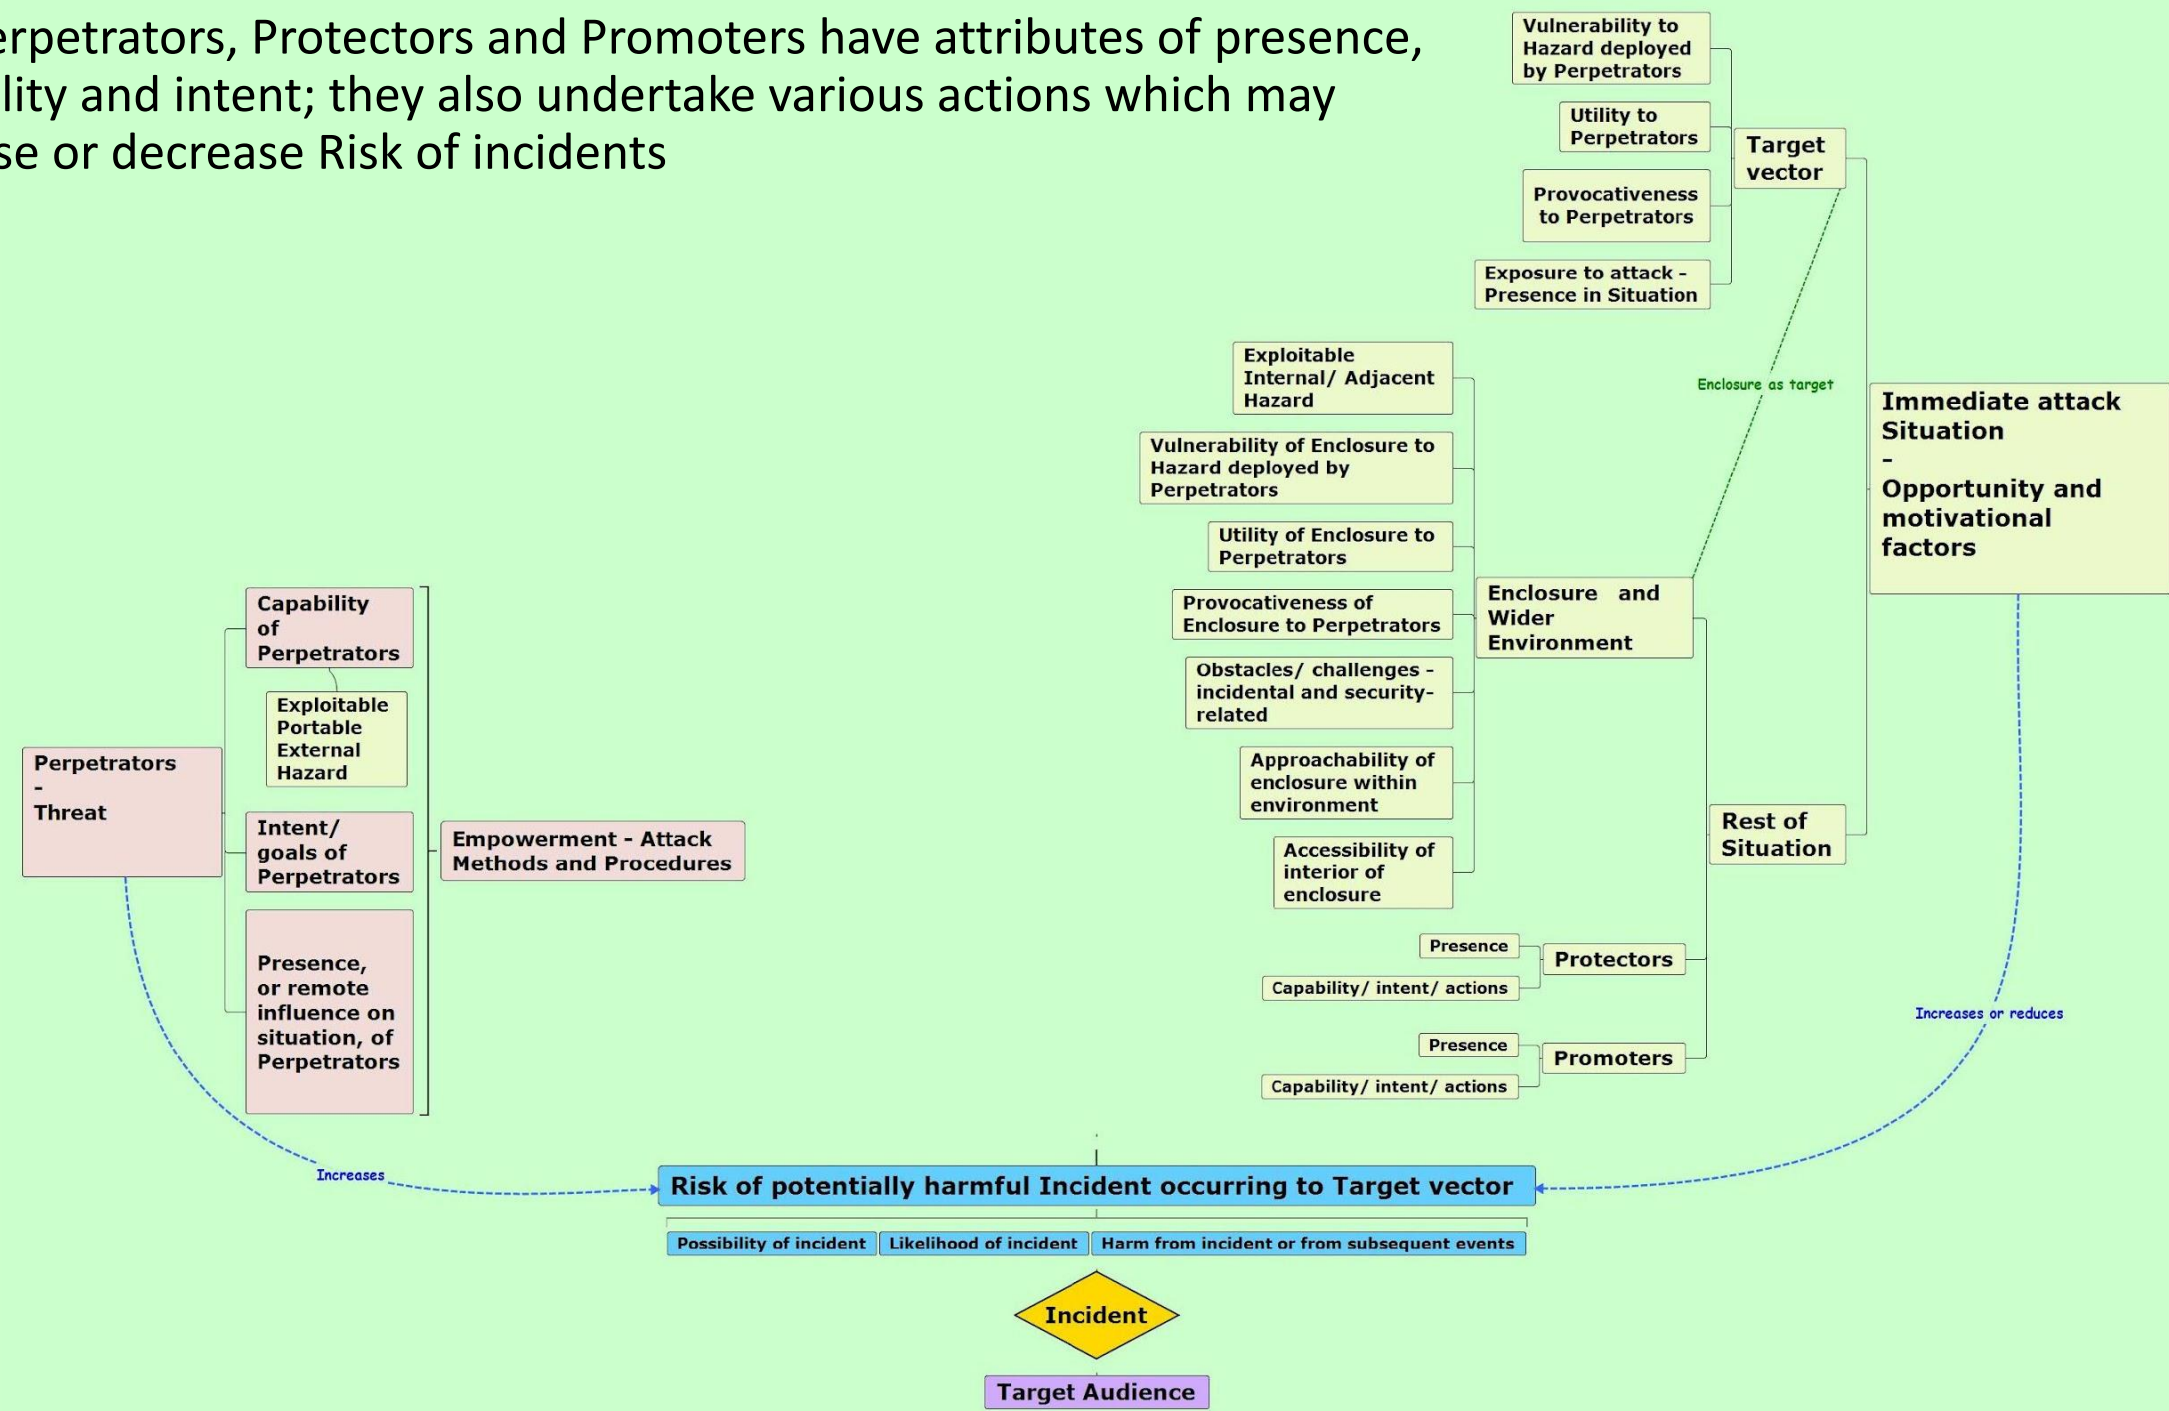 erpetrators, Protectors and Promoters have attributes of presence,
lity and intent; they also undertake various actions which may
se or decrease Risk of incidents
Vulnerability to
Hazard deployed
by Perpetrators
Utility to
Perpetrators
Provocativeness
to Perpetrators
Exposure to attack -
Presence in Situation
Target
vector
Enclosure as target
Immediate attack
Situation
-
Opportunity and
motivational
factors
Exploitable
Internal/ Adjacent
Hazard
Vulnerability of Enclosure to
Hazard deployed by
Perpetrators
Utility of Enclosure to
Perpetrators
Provocativeness of
Enclosure to Perpetrators
Obstacles/ challenges -
incidental and security-
related
Approachability of
enclosure within
environment
Accessibility of
interior of
enclosure
Enclosure and
Wider
Environment
Rest of
Situation
Presence
Capability/ intent/ actions
Protectors
Presence
Capability/ intent/ actions
Promoters
Increases or reduces
Perpetrators
-
Threat
Capability
of
Perpetrators
Exploitable
Portable
External
Hazard
Intent/
goals of
Perpetrators
Presence,
or remote
influence on
situation, of
Perpetrators
Empowerment - Attack
Methods and Procedures
Increases
Risk of potentially harmful Incident occurring to Target vector
Possibility of incident
Likelihood of incident
Harm from incident or from subsequent events
Incident
Target Audience